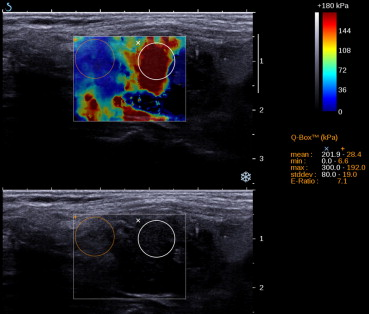 +180 kPa
144
108
72
36
0
1
2
3
Q-Box™ (kPa)
× +
mean : 201.9 - 28.4
min : 0.0 - 6.6
max : 300.0 - 192.0
stddev : 80.0 - 19.0
E-Ratio : 7.1
1
2